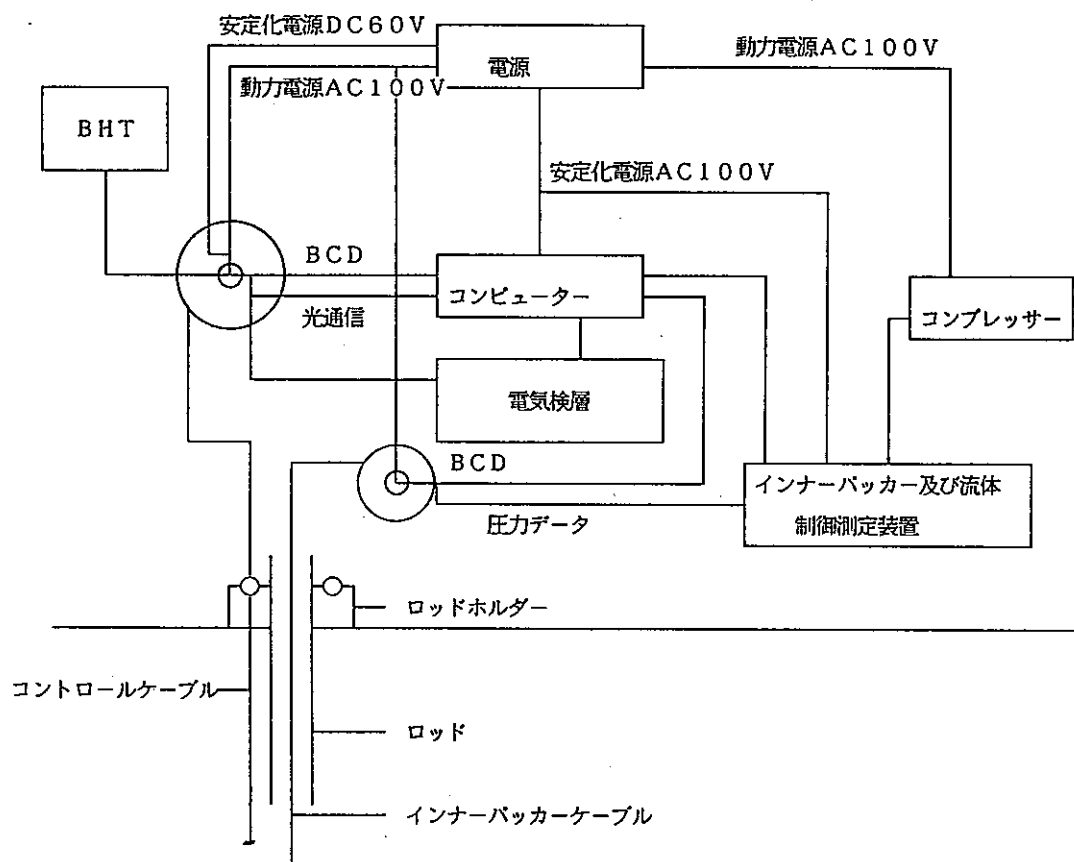 安定化電源DC60V
電源
動力電源AC100V
動力電源AC100V
BHT
安定化電源AC100V
BCD
コンピューター
光通信
コンプレッサー
電気検層
BCD
インナーパッカー及び流体
制御測定装置
圧力データ
ロッドホルダー
コントロールケーブル
ロッド
インナーパッカーケーブル